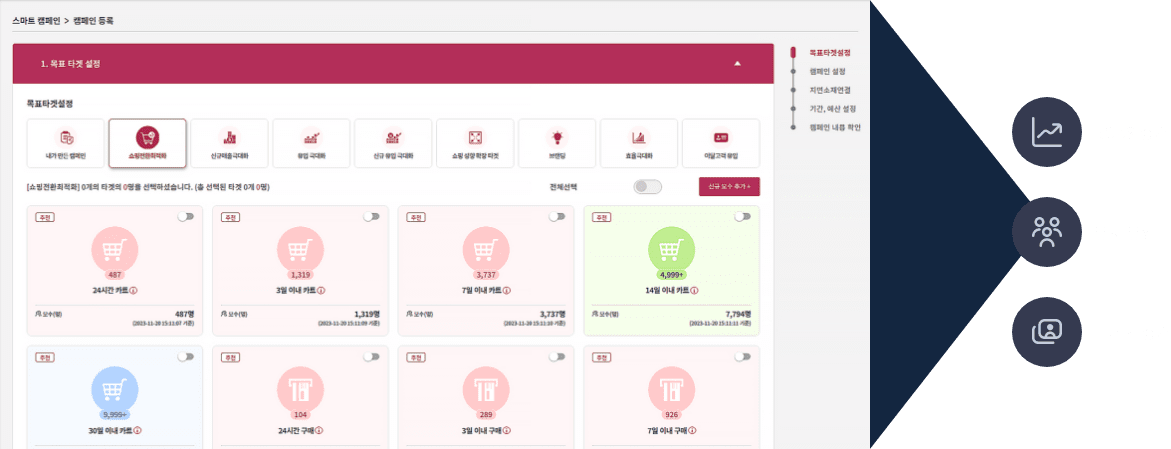 스마트 캠페인 > 캠페인 등록
1. 목표 타겟 설정
목표타겟설정
내가 만든 캠페인
쇼핑전환최적화
신규매출극대화
유입 극대화
신규 유입 극대화
쇼핑 성향 확장 타겟
브랜딩
효율극대화
이달고객 유입
[쇼핑전환최적화] 0개의 타겟의 0명을 선택하셨습니다. (총 선택된 타겟 0개 0명)
전체선택
신규 모수 추가 +
추천
487
24시간 카트
모수(명)
487명
(2023-11-20 15:11:07 기준)
추천
1,319
3일 이내 카트
모수(명)
1,319명
(2023-11-20 15:11:09 기준)
추천
3,737
7일 이내 카트
모수(명)
3,737명
(2023-11-20 15:11:10 기준)
추천
4,999+
14일 이내 카트
모수(명)
7,794명
(2023-11-20 15:11:11 기준)
추천
9,999+
30일 이내 카트
추천
104
24시간 구매
추천
289
3일 이내 구매
추천
926
7일 이내 구매
목표타겟설정
캠페인 설정
지면소재연결
기간, 예산 설정
캠페인 내용 확인